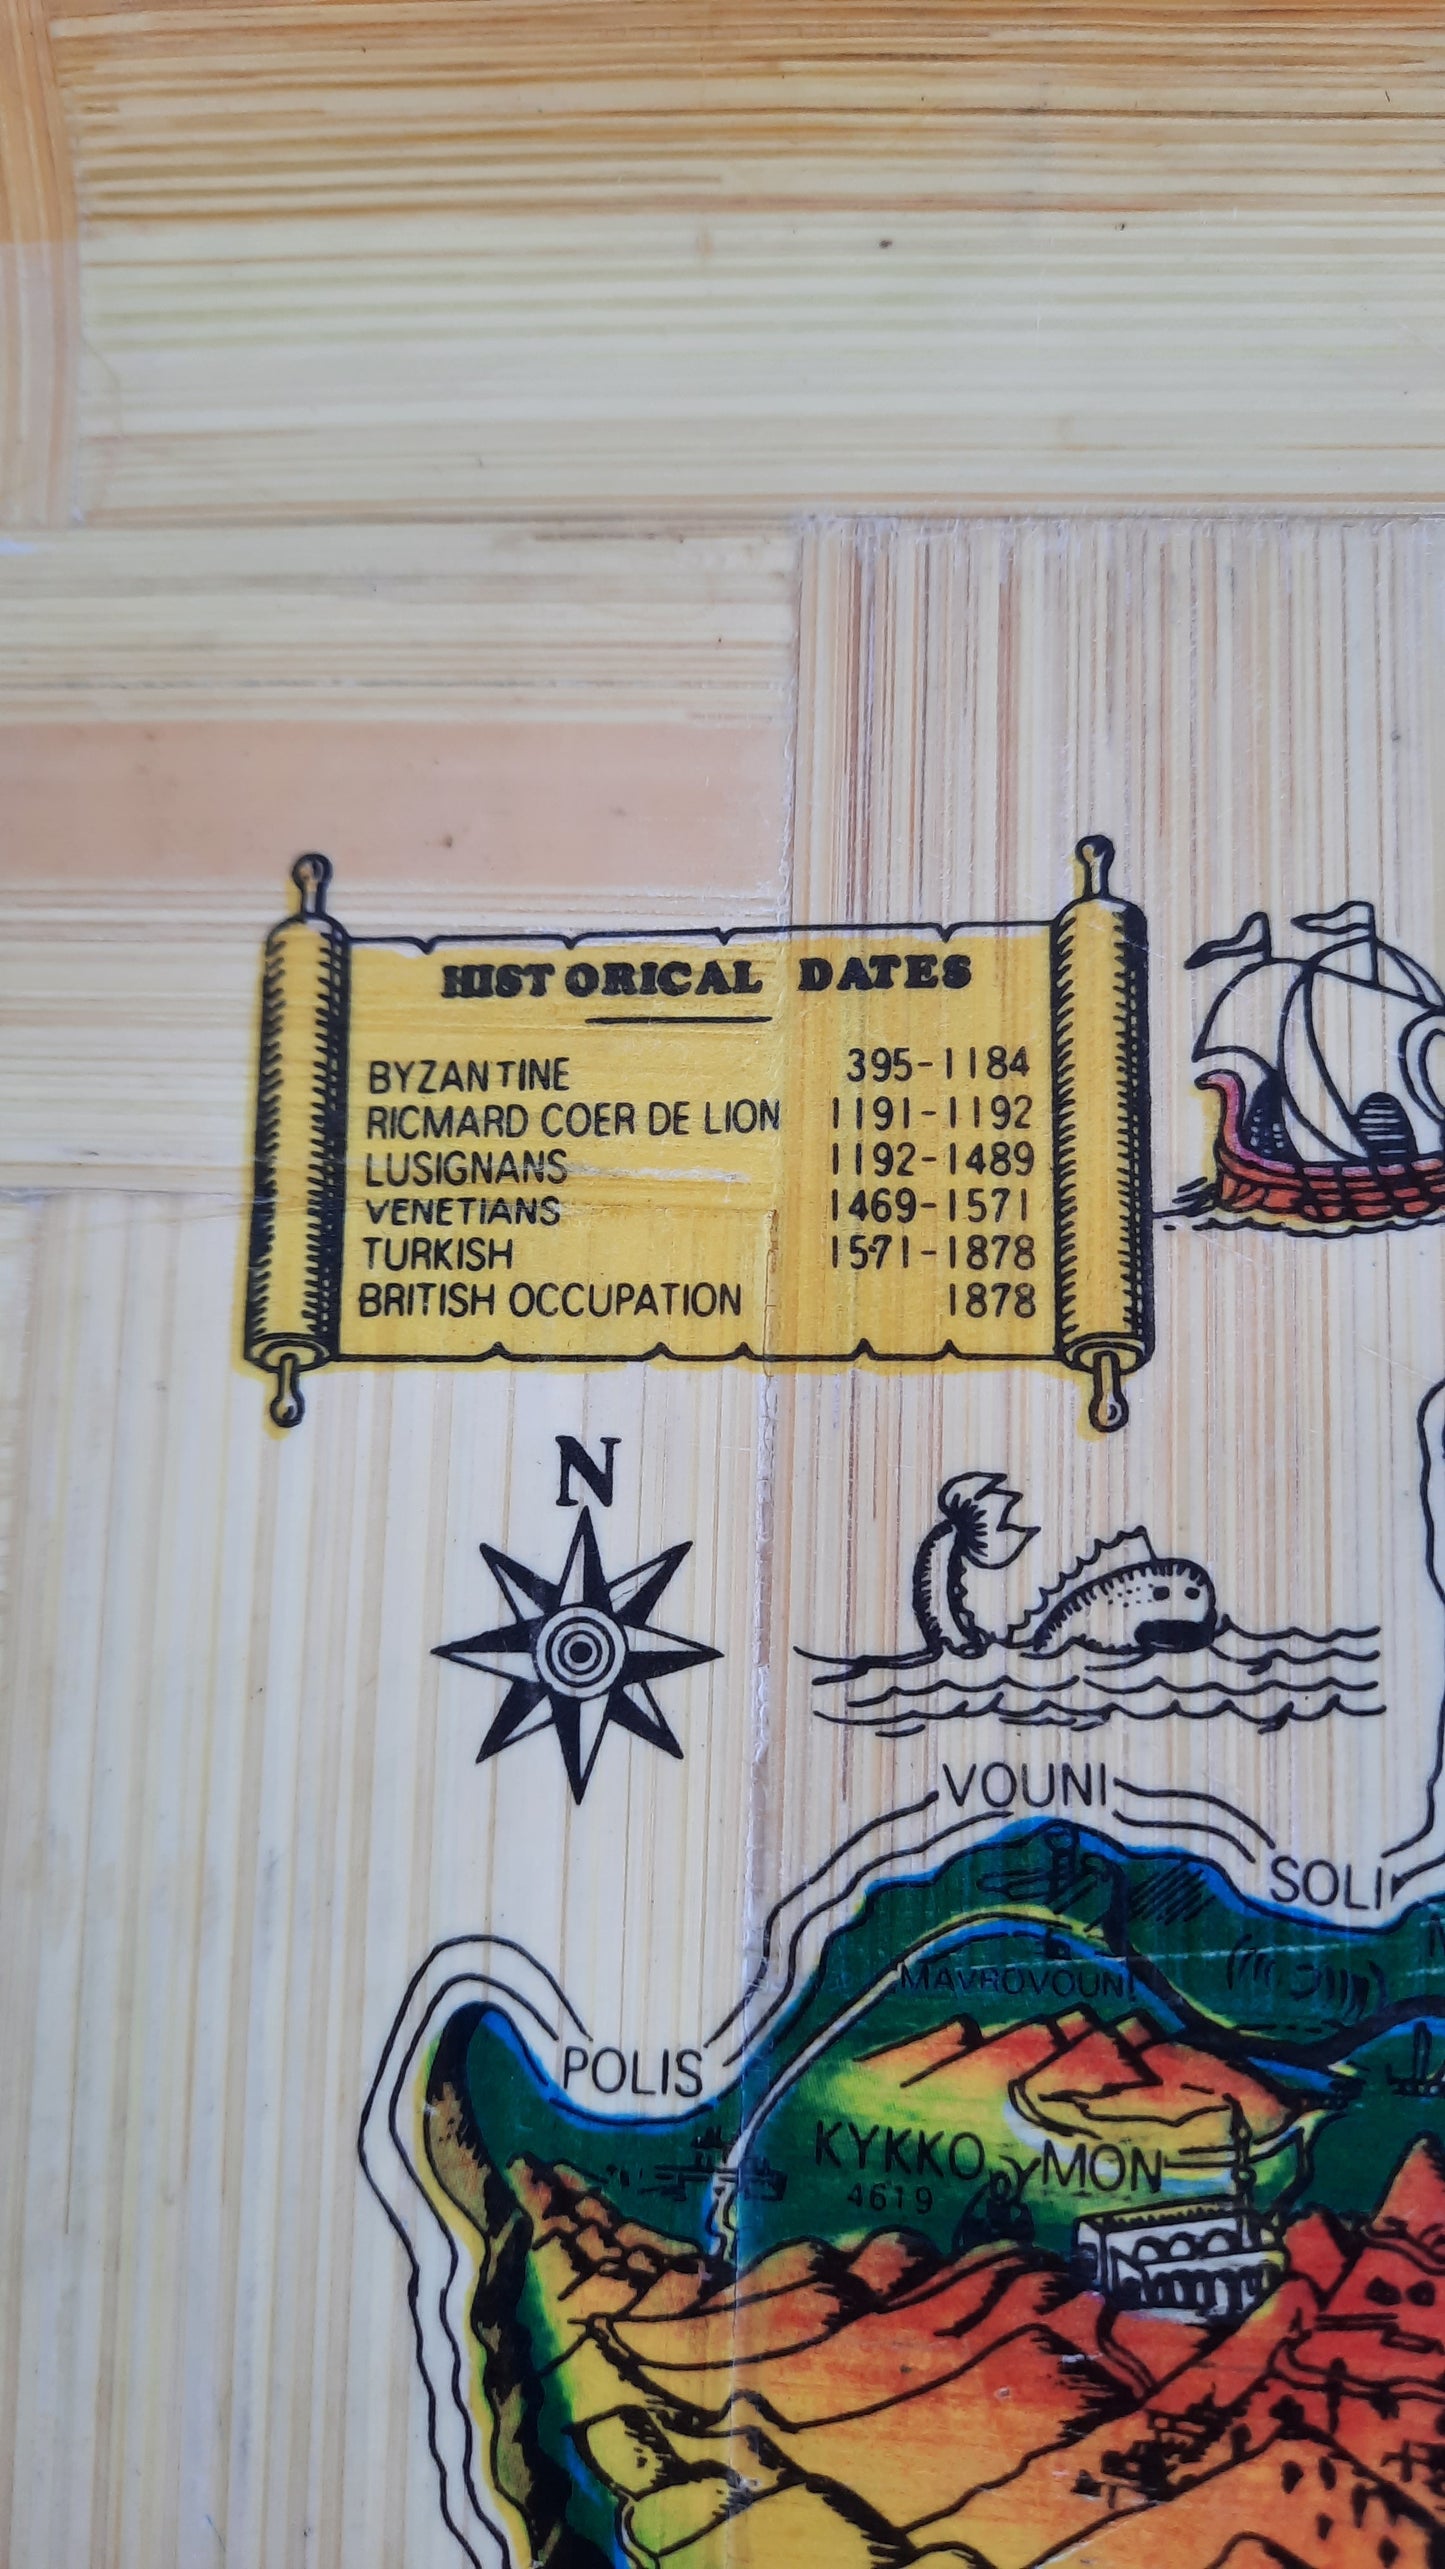 HISTORICAL DATES
BYZANTINE 395-1184
RICMARD COER DE LION 1191-1192
LUSIGNANS 1192-1489
VENETIANS 1469-1571
TURKISH 1571-1878
BRITISH OCCUPATION 1878
N
VOUNI
SOLI
MAVROVOUNI
POLIS
KYKKO MON
4619